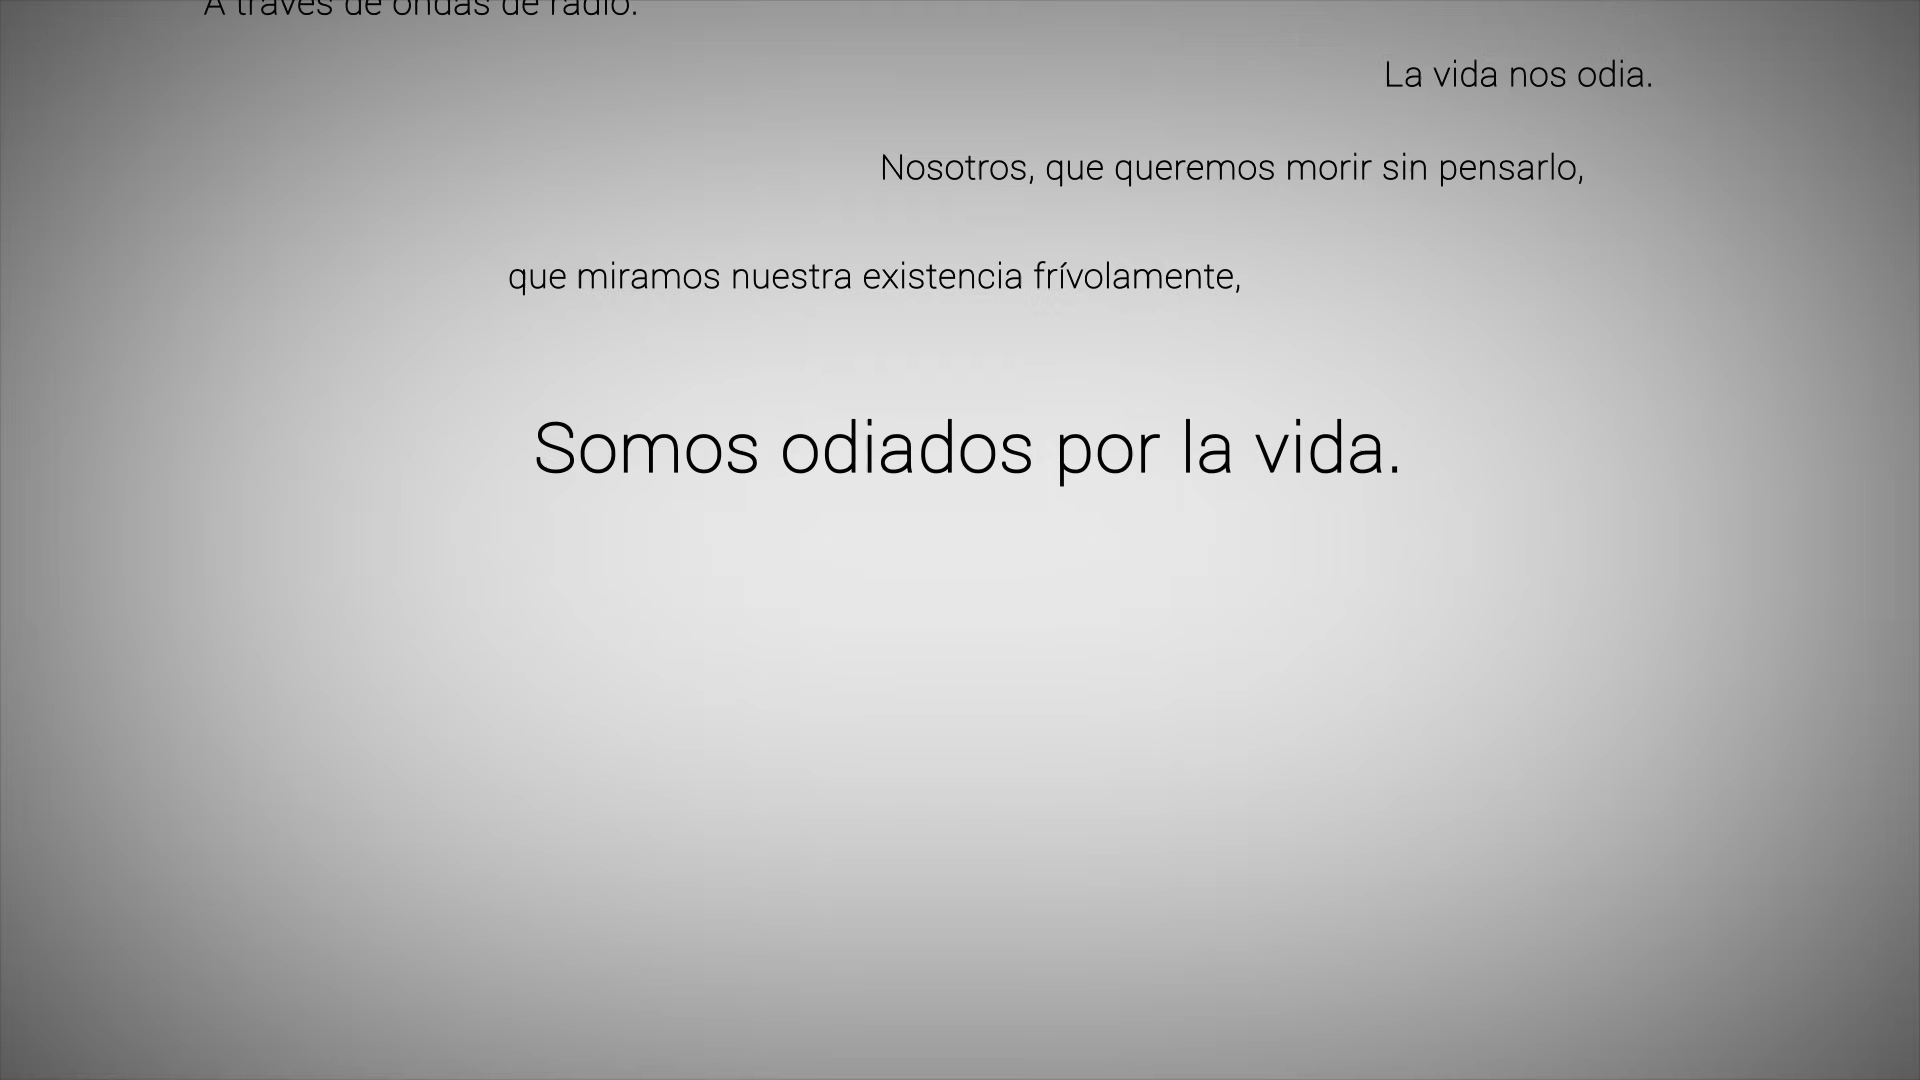 A través de ondas de radio.
La vida nos odia.
Nosotros, que queremos morir sin pensarlo,
que miramos nuestra existencia frívolamente,
Somos odiados por la vida.